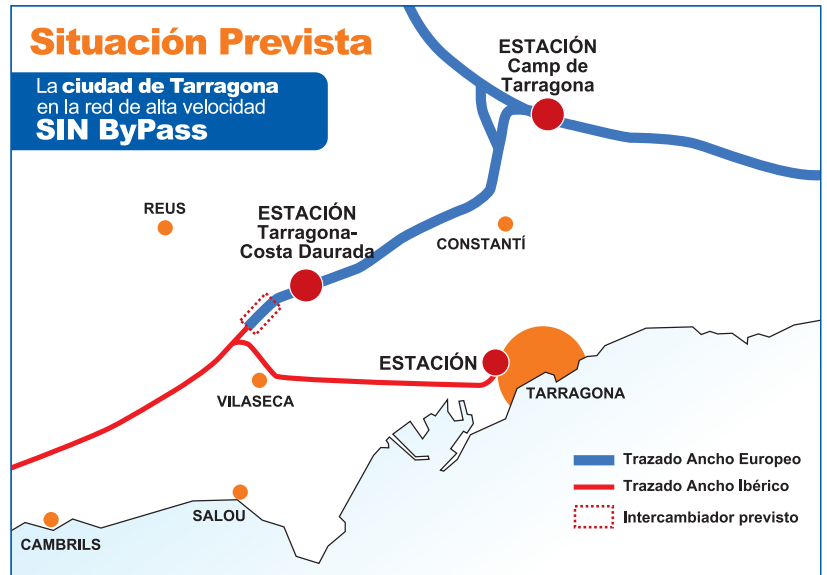 Situación Prevista
La ciudad de Tarragona
en la red de alta velocidad
SIN ByPass
ESTACIÓN
Camp de
Tarragona
REUS
ESTACIÓN
Tarragona-
Costa Daurada
CONSTANTÍ
ESTACIÓN
TARRAGONA
VILASECA
SALOU
CAMBRILS
Trazado Ancho Europeo
Trazado Ancho Ibérico
Intercambiador previsto